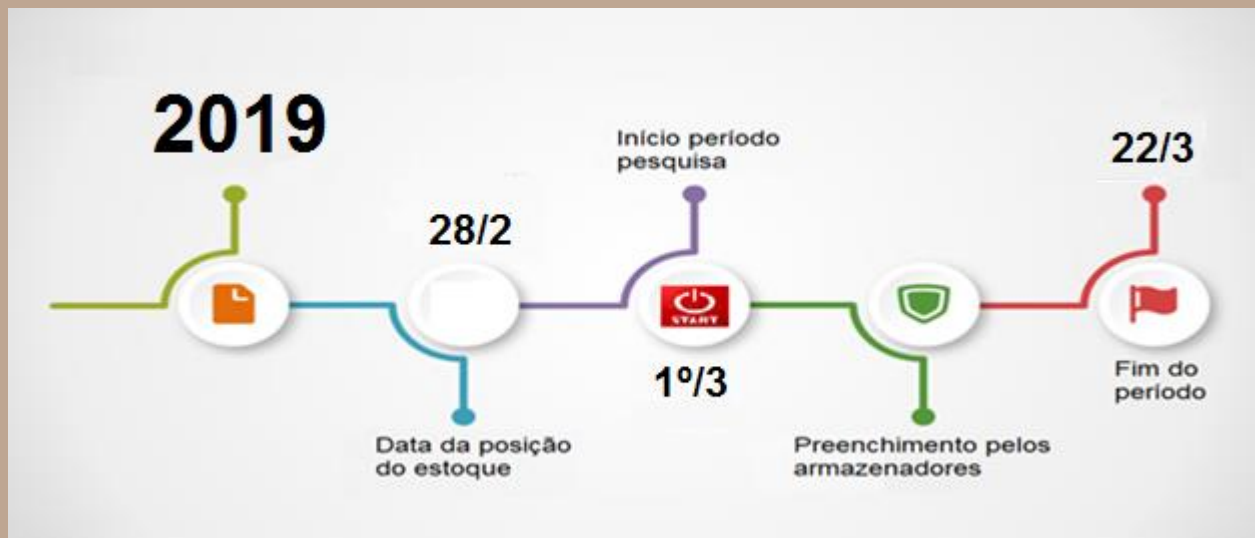 2019
28/2
Data da posição
do estoque
Início período
pesquisa
START
1º/3
Preenchimento pelos
armazenadores
22/3
Fim do
período